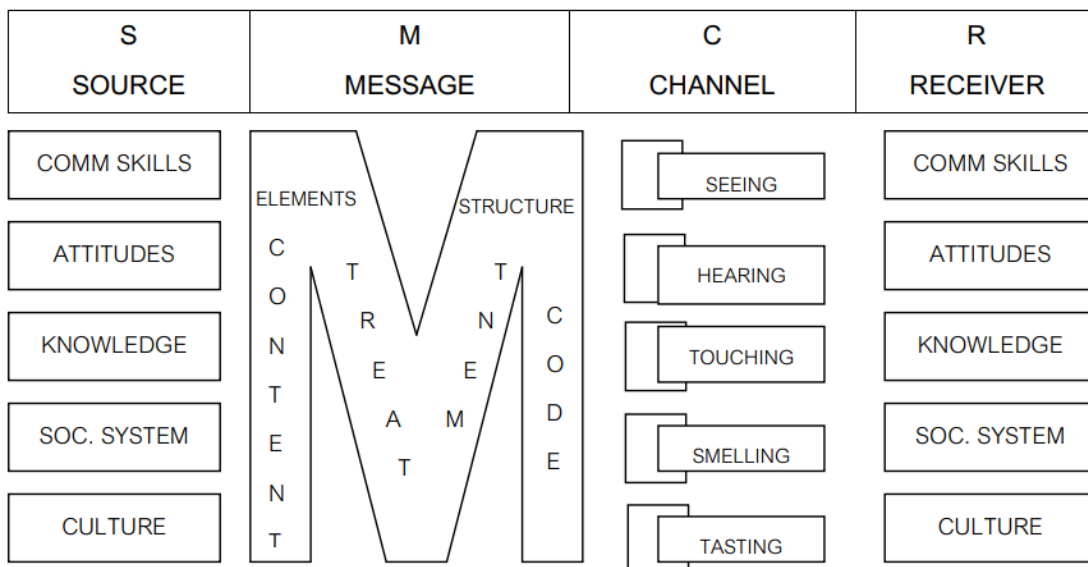 S
SOURCE
M
MESSAGE
C
CHANNEL
R
RECEIVER
COMM SKILLS
ATTITUDES
KNOWLEDGE
SOC. SYSTEM
CULTURE
ELEMENTS
STRUCTURE
CONTENT
TREATMENT
CODE
SEEING
HEARING
TOUCHING
SMELLING
TASTING
COMM SKILLS
ATTITUDES
KNOWLEDGE
SOC. SYSTEM
CULTURE